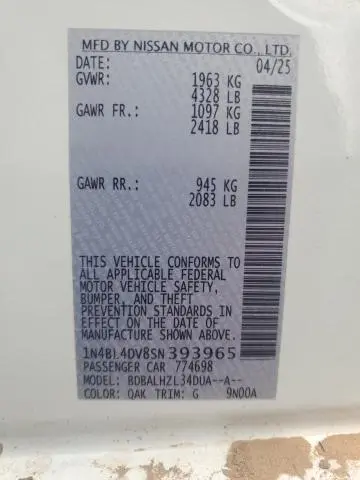 MFD BY NISSAN MOTOR CO., LTD.
DATE: 04/25
GVWR: 1963 KG
4328 LB
GAWR FR.: 1097 KG
2418 LB
GAWR RR.: 945 KG
2083 LB
THIS VEHICLE CONFORMS TO
ALL APPLICABLE FEDERAL
MOTOR VEHICLE SAFETY,
BUMPER, AND THEFT
PREVENTION STANDARDS IN
EFFECT ON THE DATE OF
MANUFACTURE SHOWN ABOVE.
1N4BL4DV8SN393965
PASSENGER CAR 774698
MODEL: BDBALHZL34DUA--A--
COLOR: QAK TRIM: G 9N00A